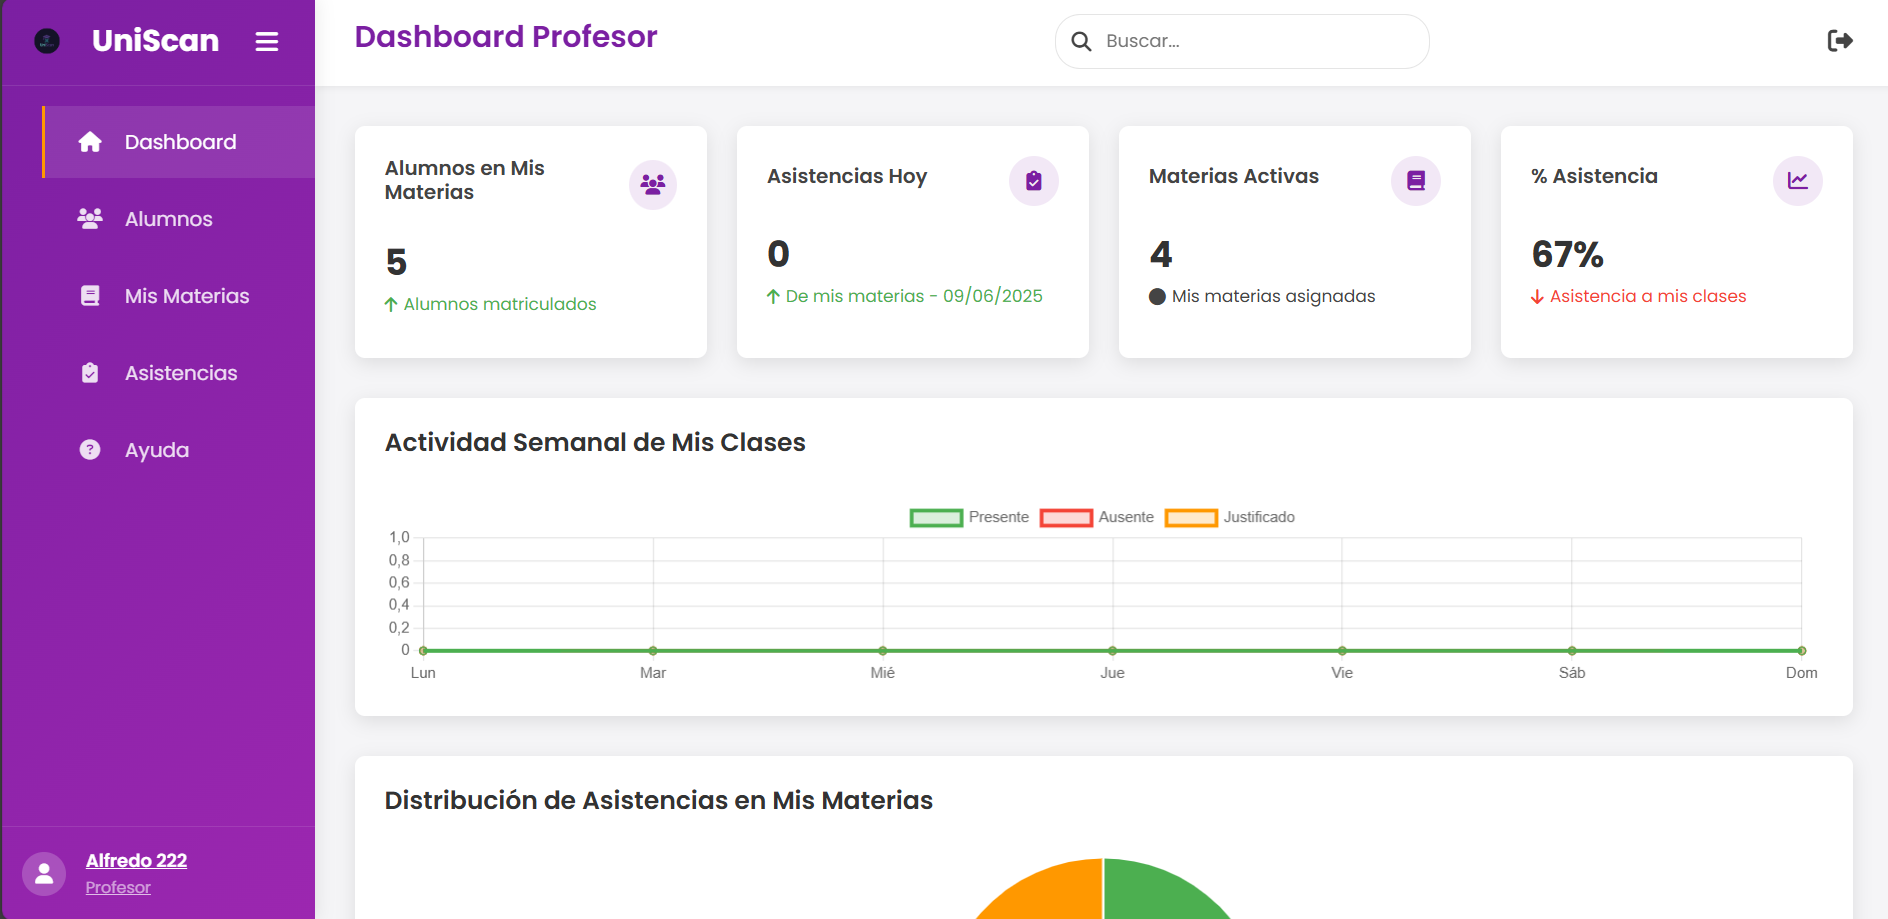 UniScan
Dashboard
Alumnos
Mis Materias
Asistencias
Ayuda
Alfredo 222
Profesor
Dashboard Profesor
Buscar...
Alumnos en Mis
Materias
5
Alumnos matriculados
Asistencias Hoy
0
De mis materias - 09/06/2025
Materias Activas
4
Mis materias asignadas
% Asistencia
67%
Asistencia a mis clases
Actividad Semanal de Mis Clases
Presente Ausente Justificado
1,0
0,8
0,6
0,4
0,2
0
Lun Mar Mié Jue Vie Sáb Dom
Distribución de Asistencias en Mis Materias